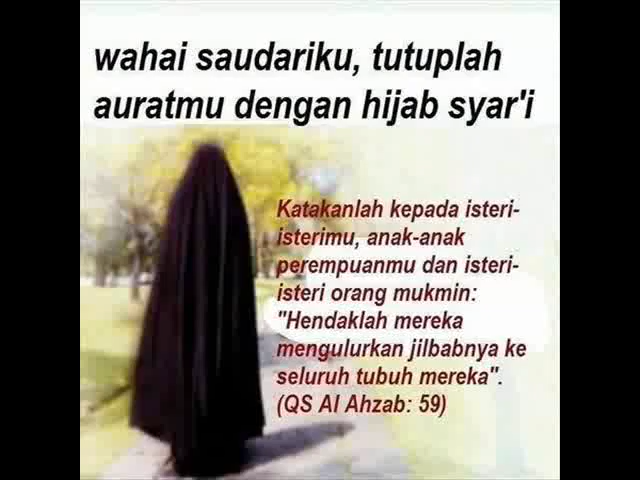 wahai saudariku, tutuplah
auratmu dengan hijab syar'i
Katakanlah kepada isteri-
isterimu, anak-anak
perempuanmu dan isteri-
isteri orang mukmin:
"Hendaklah mereka
mengulurkan jilbabnya ke
seluruh tubuh mereka".
(QS Al Ahzab: 59)